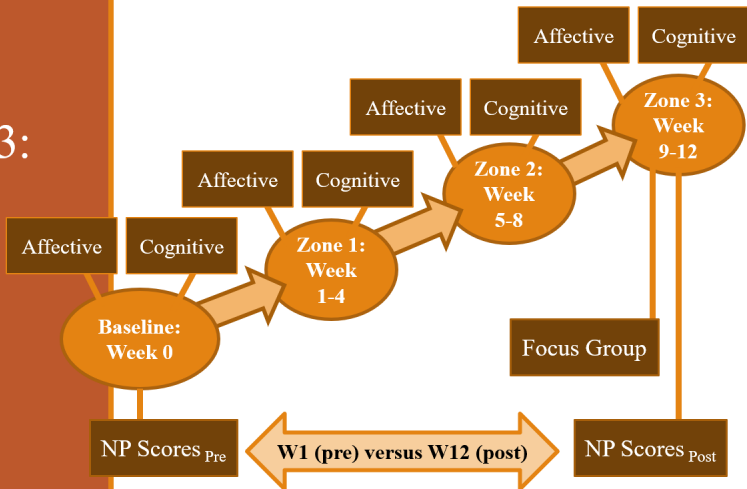 3:
Affective
Cognitive
Zone 3:
Week
9-12
Affective
Cognitive
Zone 2:
Week
5-8
Affective
Cognitive
Zone 1:
Week
1-4
Affective
Cognitive
Baseline:
Week 0
Focus Group
NP Scores Pre
W1 (pre) versus W12 (post)
NP Scores Post